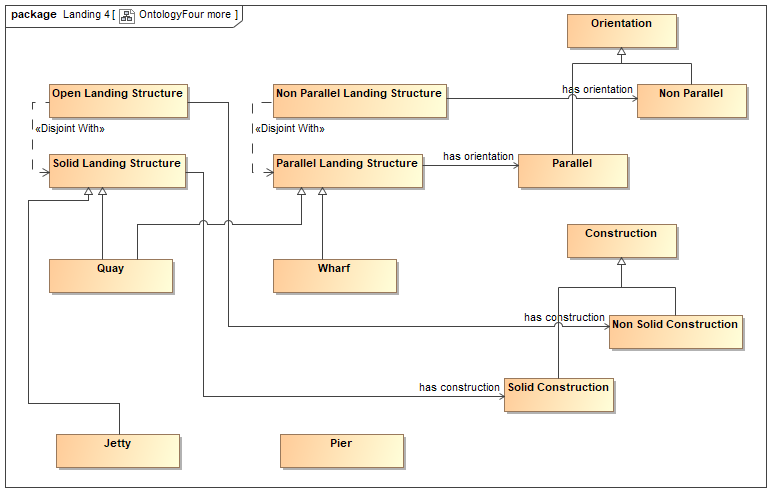 package Landing 4 [ OntologyFour more ]
Orientation
Open Landing Structure
Non Parallel Landing Structure
has orientation
Non Parallel
«Disjoint With»
«Disjoint With»
Solid Landing Structure
Parallel Landing Structure
has orientation
Parallel
Construction
Quay
Wharf
has construction
Non Solid Construction
has construction
Solid Construction
Jetty
Pier